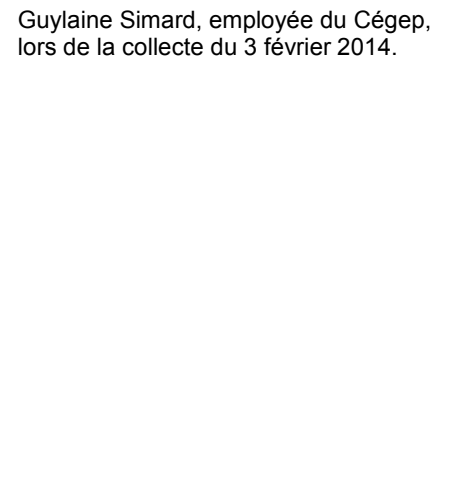 Guylaine Simard, employée du Cégep,
lors de la collecte du 3 février 2014.